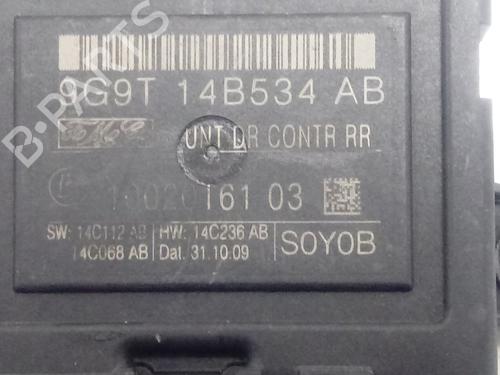 9G9T 14B534 AB
UNT DR CONTR RR
10020161 03
SW: 14C112 AB HW: 14C236 AB
14C068 AB Dat. 31.10.09
SOYOB
B-PARTS